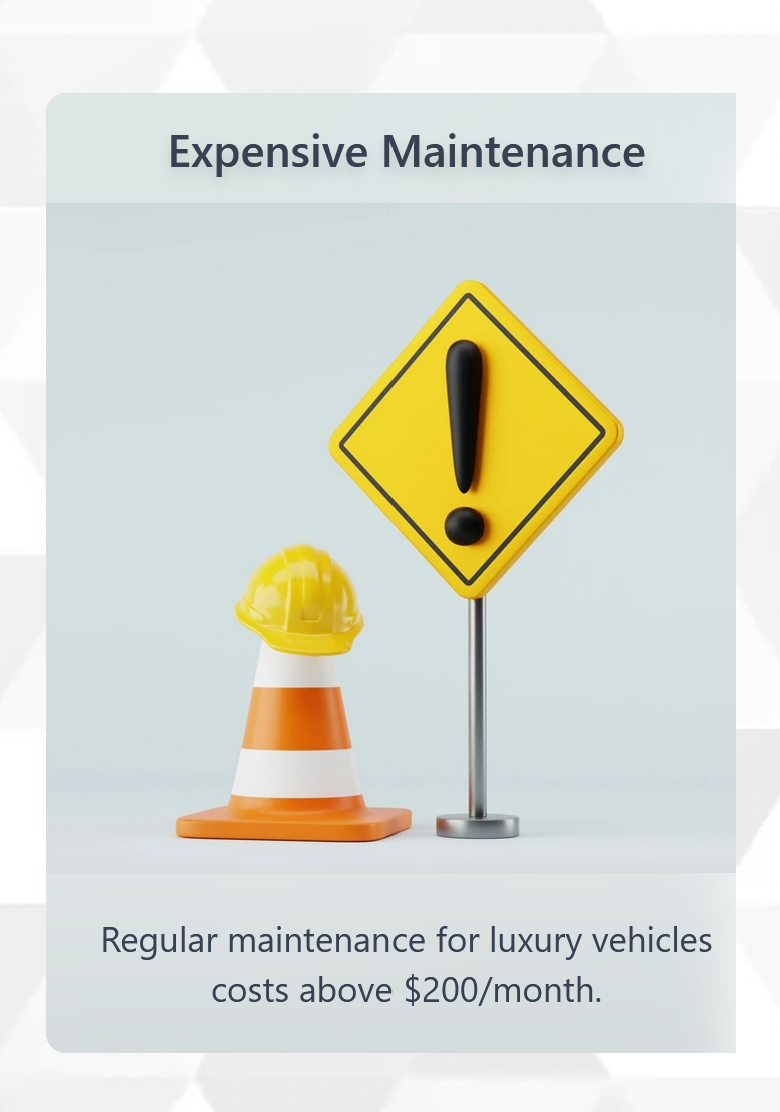 Expensive Maintenance
Regular maintenance for luxury vehicles
costs above $200/month.